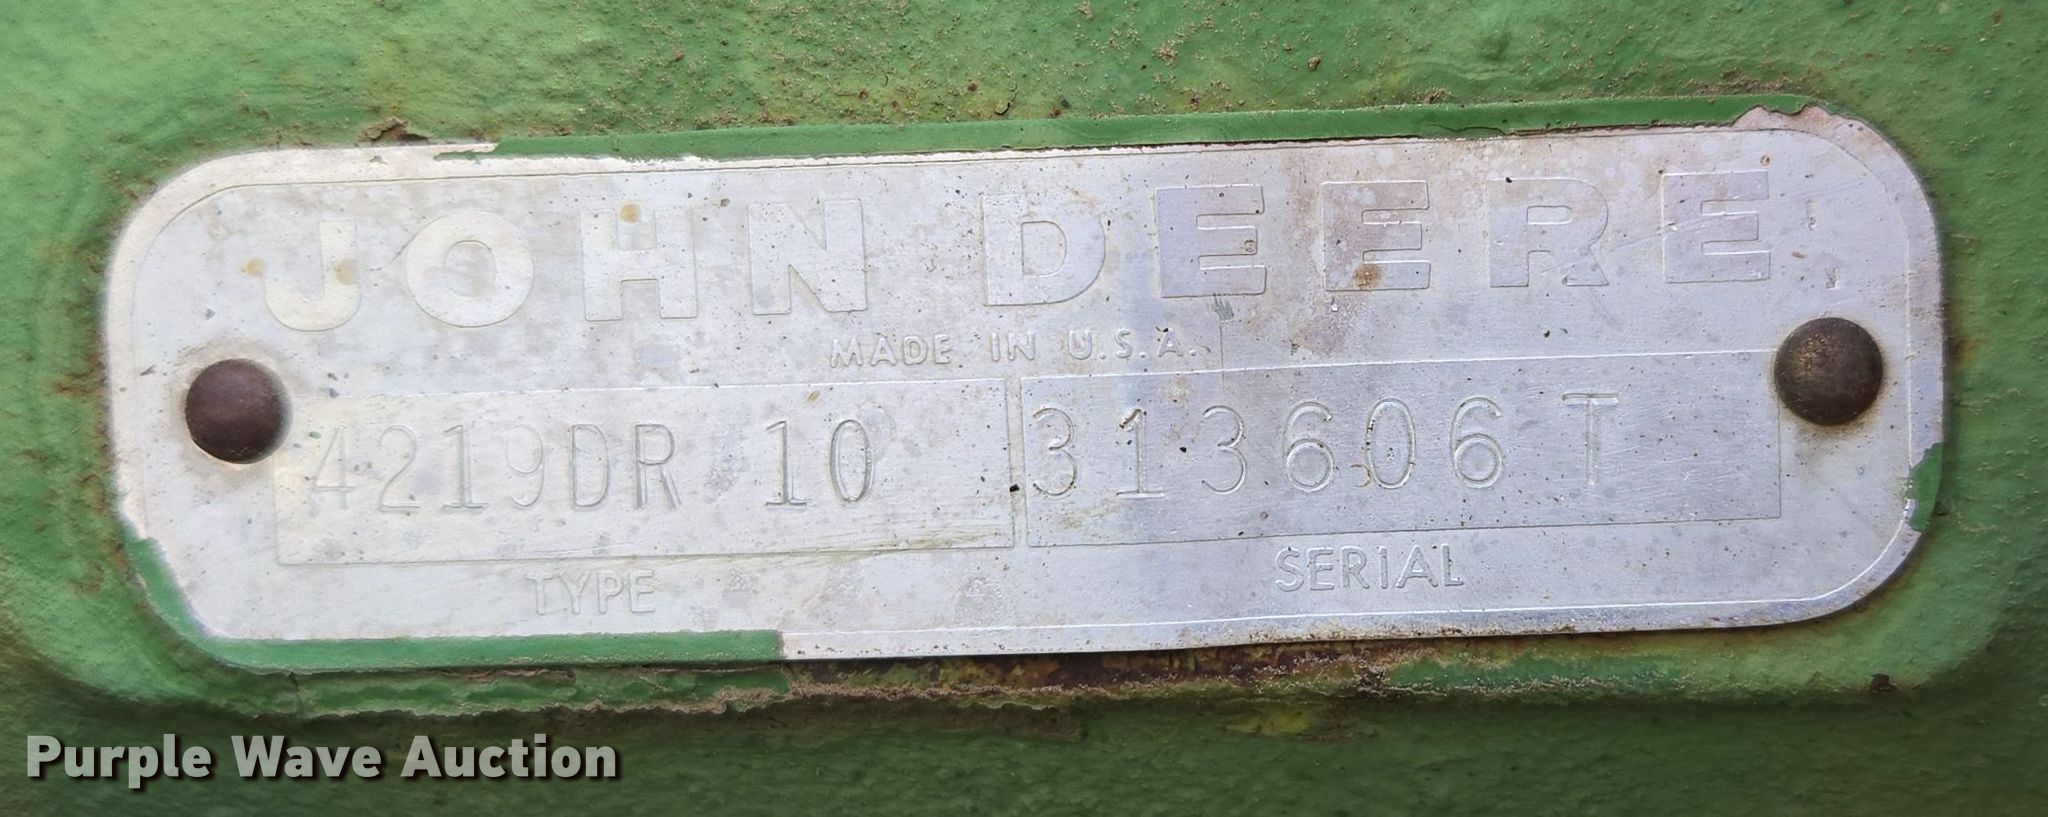 JOHN DEERE
MADE IN U.S.A.
4219DR 10 313606 T
TYPE SERIAL
Purple Wave Auction